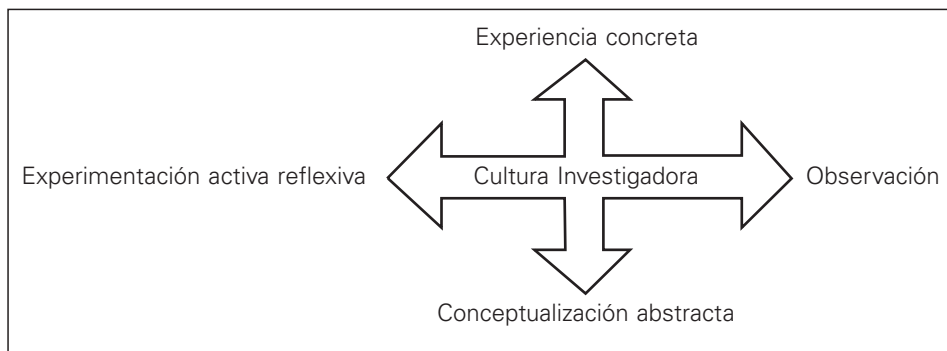 Experiencia concreta
Experimentación activa reflexiva
Cultura Investigadora
Observación
Conceptualización abstracta